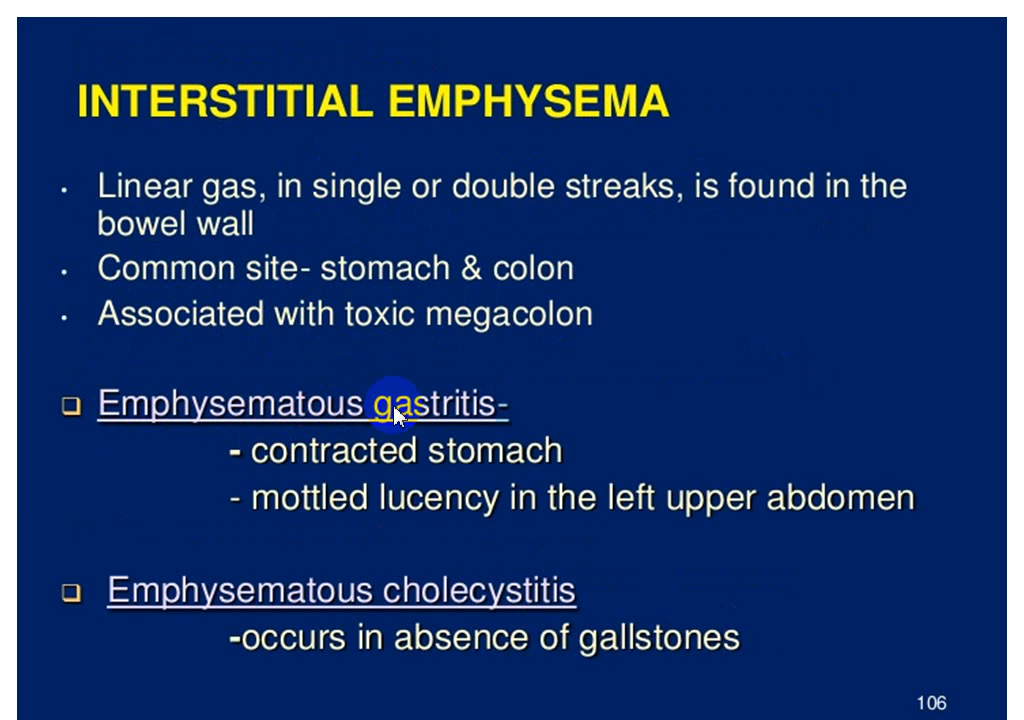 INTERSTITIAL EMPHYSEMA
• Linear gas, in single or double streaks, is found in the
bowel wall
• Common site- stomach & colon
• Associated with toxic megacolon
❑ Emphysematous gastritis-
- contracted stomach
- mottled lucency in the left upper abdomen
❑ Emphysematous cholecystitis
-occurs in absence of gallstones
106